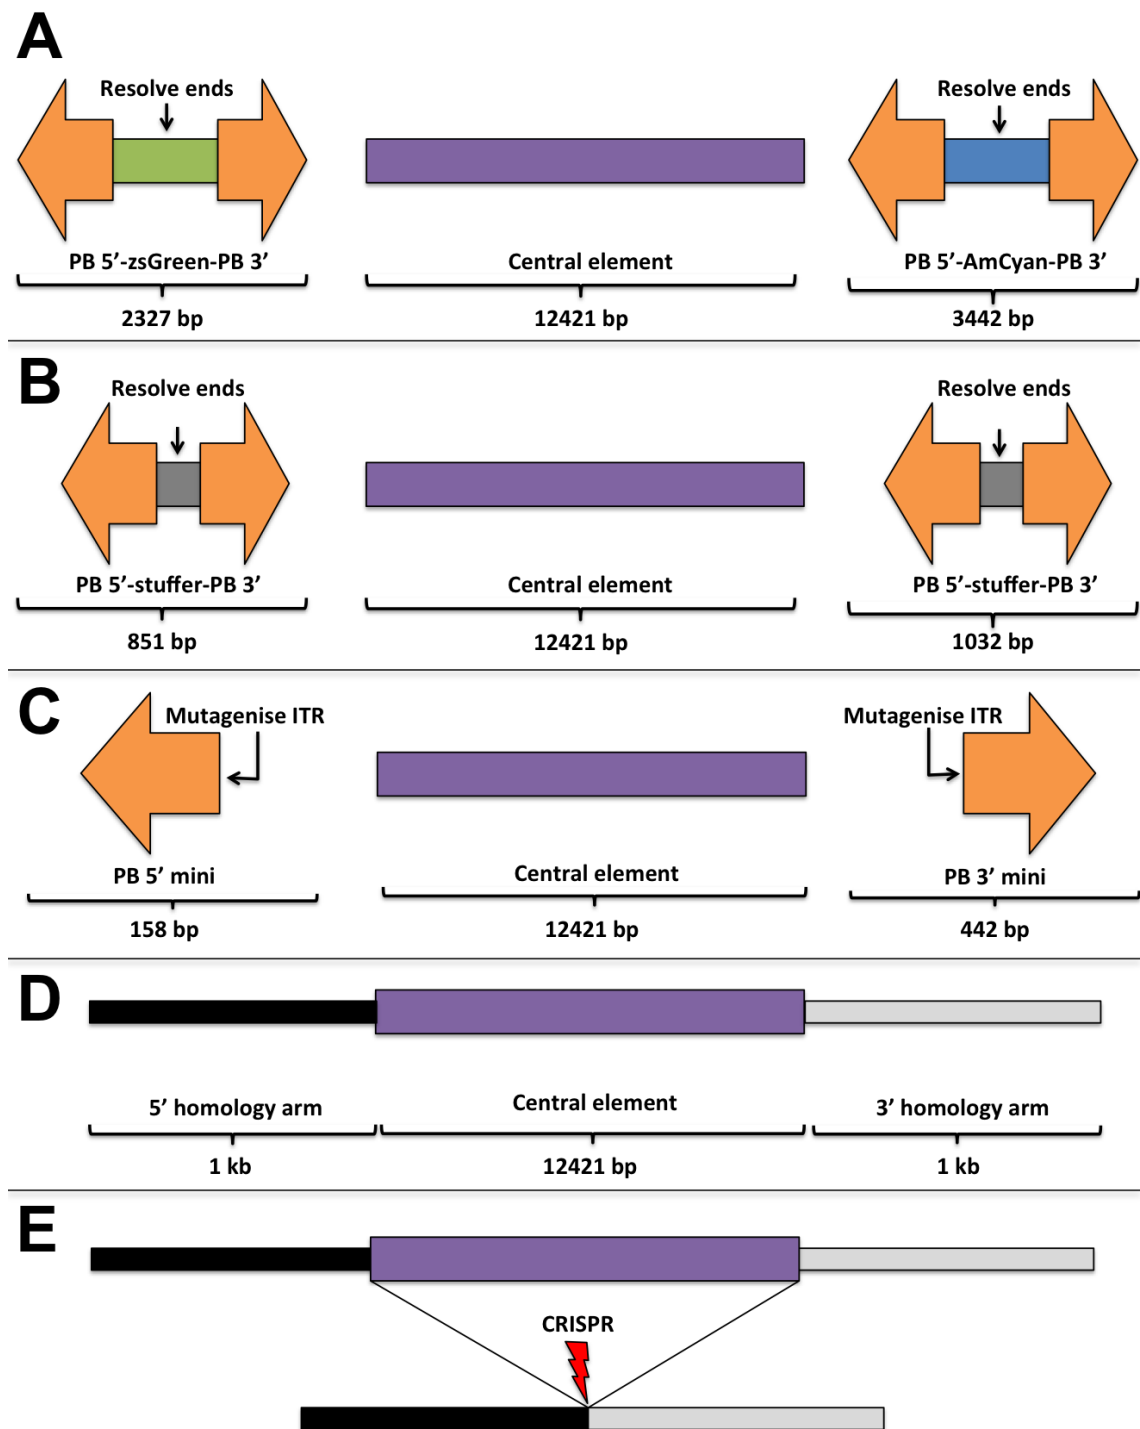 A
Resolve ends
Resolve ends
PB 5’-zsGreen-PB 3’
Central element
PB 5’-AmCyan-PB 3’
2327 bp
12421 bp
3442 bp
B
Resolve ends
Resolve ends
PB 5’-stuffer-PB 3’
Central element
PB 5’-stuffer-PB 3’
851 bp
12421 bp
1032 bp
C
Mutagenise ITR
Mutagenise ITR
PB 5’ mini
Central element
PB 3’ mini
158 bp
12421 bp
442 bp
D
5’ homology arm
Central element
3’ homology arm
1 kb
12421 bp
1 kb
E
CRISPR